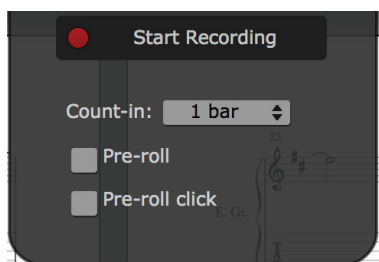 Start Recording
Count-in: 1 bar
23
Pre-roll
Pre-roll click
E. Gt.